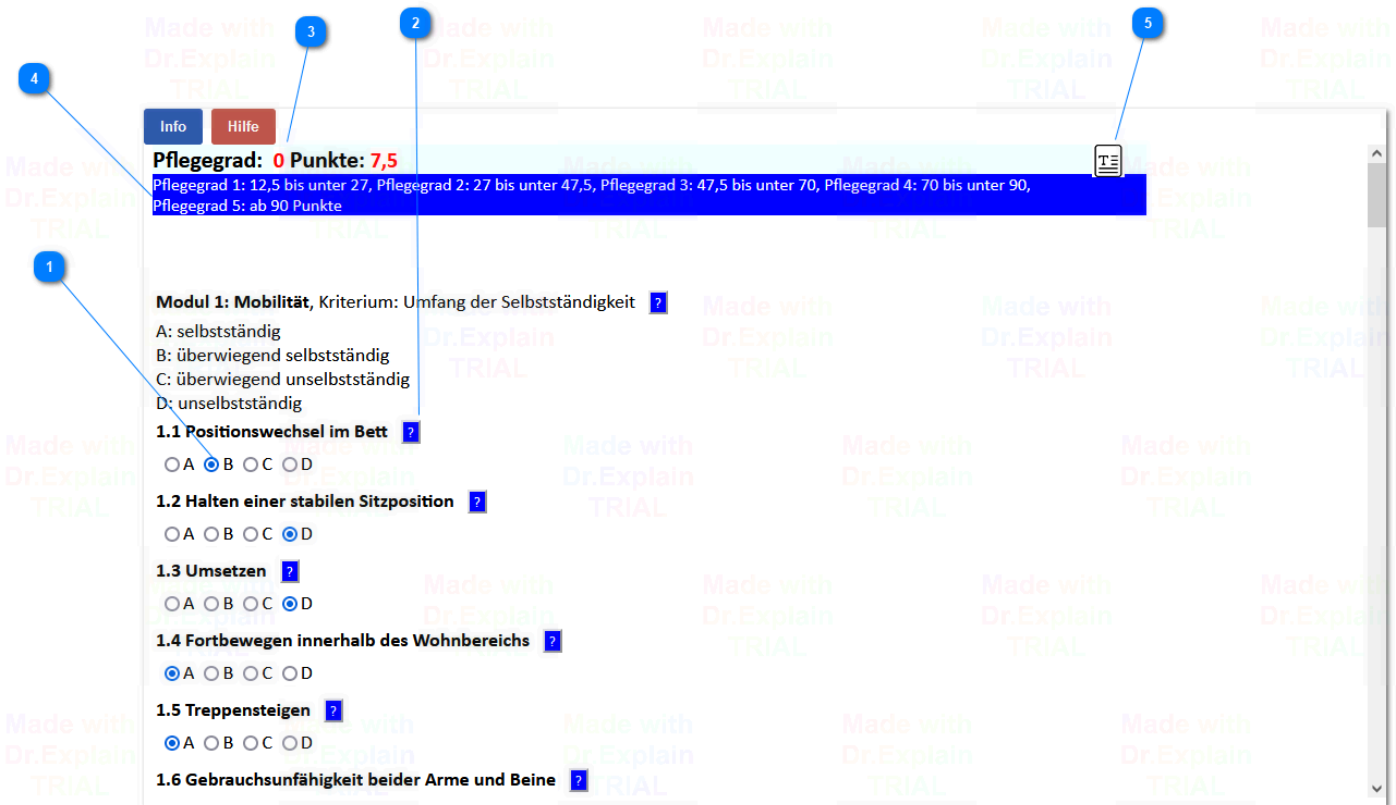 2
3
5
4
Info Hilfe
Pflegegrad: 0 Punkte: 7,5
Pflegegrad 1: 12,5 bis unter 27, Pflegegrad 2: 27 bis unter 47,5, Pflegegrad 3: 47,5 bis unter 70, Pflegegrad 4: 70 bis unter 90,
Pflegegrad 5: ab 90 Punkte
1
Modul 1: Mobilität, Kriterium: Umfang der Selbstständigkeit ?
A: selbstständig
B: überwiegend selbstständig
C: überwiegend unselbstständig
D: unselbstständig
1.1 Positionswechsel im Bett ?
A B C D
1.2 Halten einer stabilen Sitzposition ?
A B C D
1.3 Umsetzen ?
A B C D
1.4 Fortbewegen innerhalb des Wohnbereichs ?
A B C D
1.5 Treppensteigen ?
A B C D
1.6 Gebrauchsunfähigkeit beider Arme und Beine ?
Made with
Dr.Explain
TRIAL